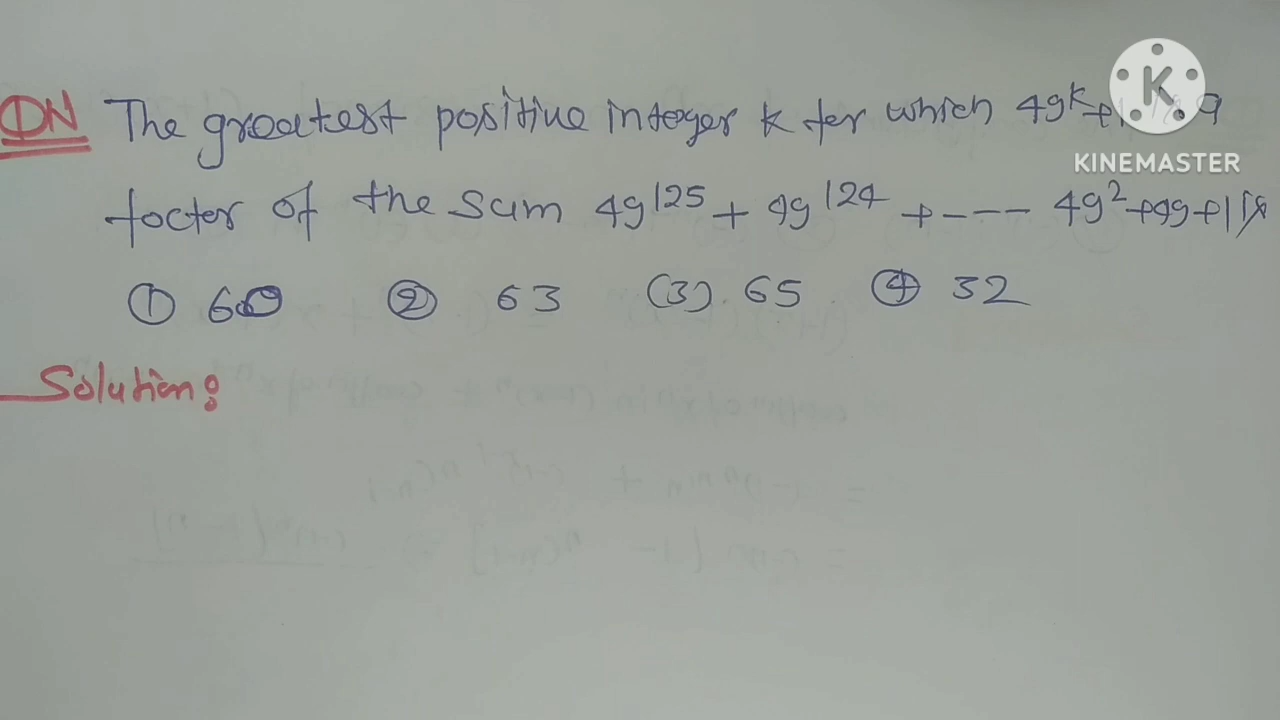 QN The greatest positive integer k for which 49^k+1 is a
K
KINEMASTER
factor of the sum 49^125 + 49^124 + - - - 49^2+49+1 is
① 60 ② 63 (3) 65 ④ 32
Solution: